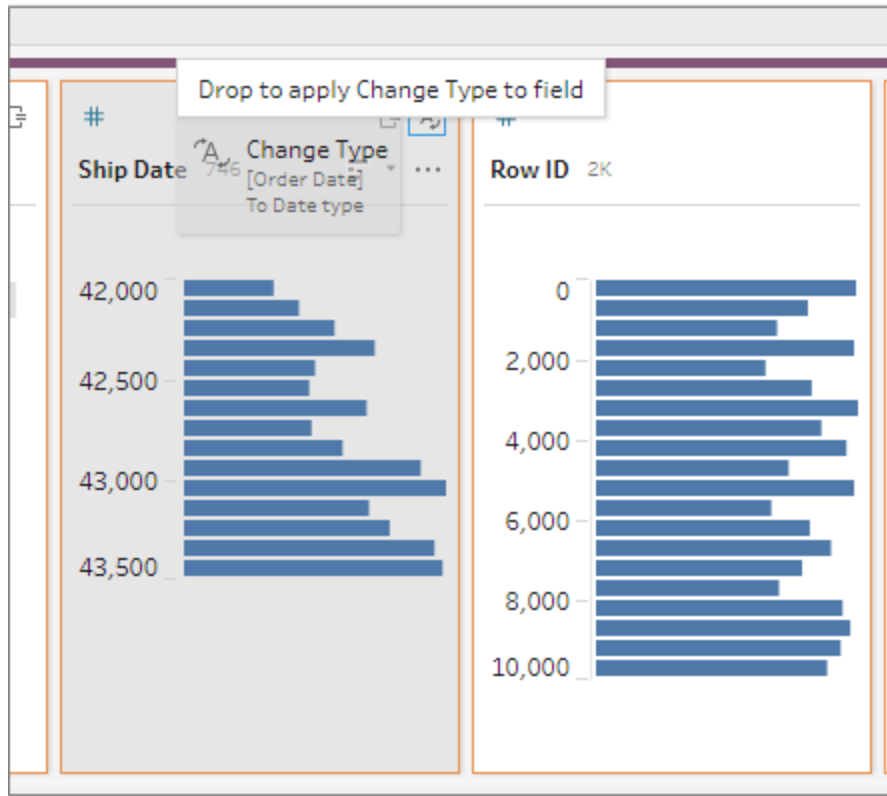 Drop to apply Change Type to field
#
#
Change Type
Ship Date 746
[Order Date]
To Date type
Row ID 2K
42,000
42,500
43,000
43,500
0
2,000
4,000
6,000
8,000
10,000